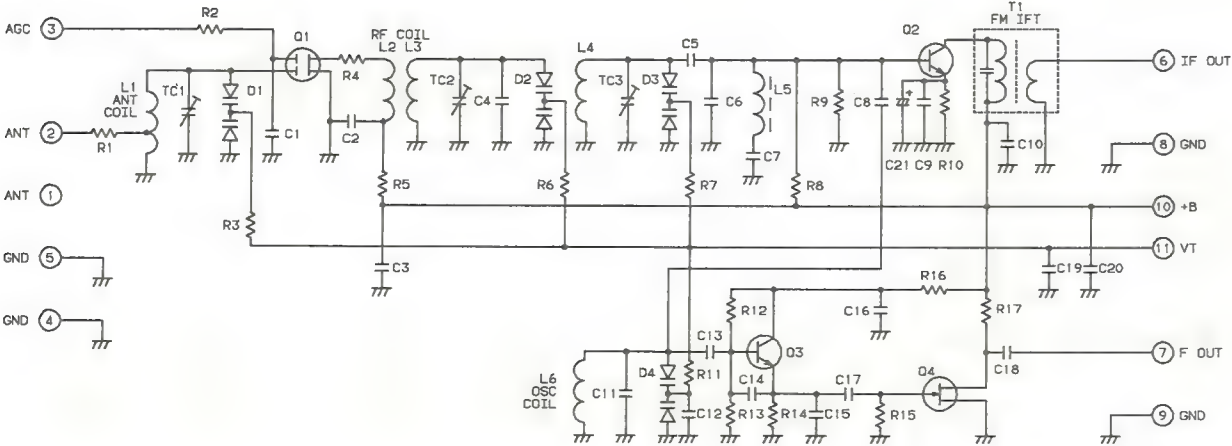 T1
FM IFT
AGC 3
R2
Q1
RF COIL
L2 L3
R4
L4
C5
Q2
6 IF OUT
L1
ANT
COIL
TC1
D1
TC2
C4
D2
TC3
D3
C6
L5
R9
C8
+
C1
C2
C7
C21 C9 R10
C10
ANT 2
R1
8 GND
ANT 1
R3
R5
R6
R7
R8
10 +B
11 VT
GND 5
C3
C19
C20
R16
GND 4
R12
C16
R17
C13
Q3
7 F OUT
C18
L6
OSC
COIL
C11
D4
R11
C12
C14
R13
R14
C15
C17
R15
Q4
9 GND